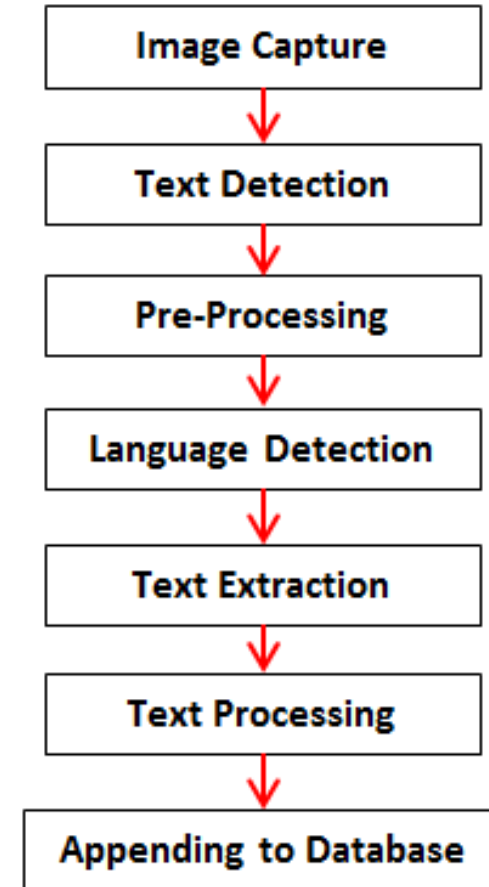 Image Capture
Text Detection
Pre-Processing
Language Detection
Text Extraction
Text Processing
Appending to Database